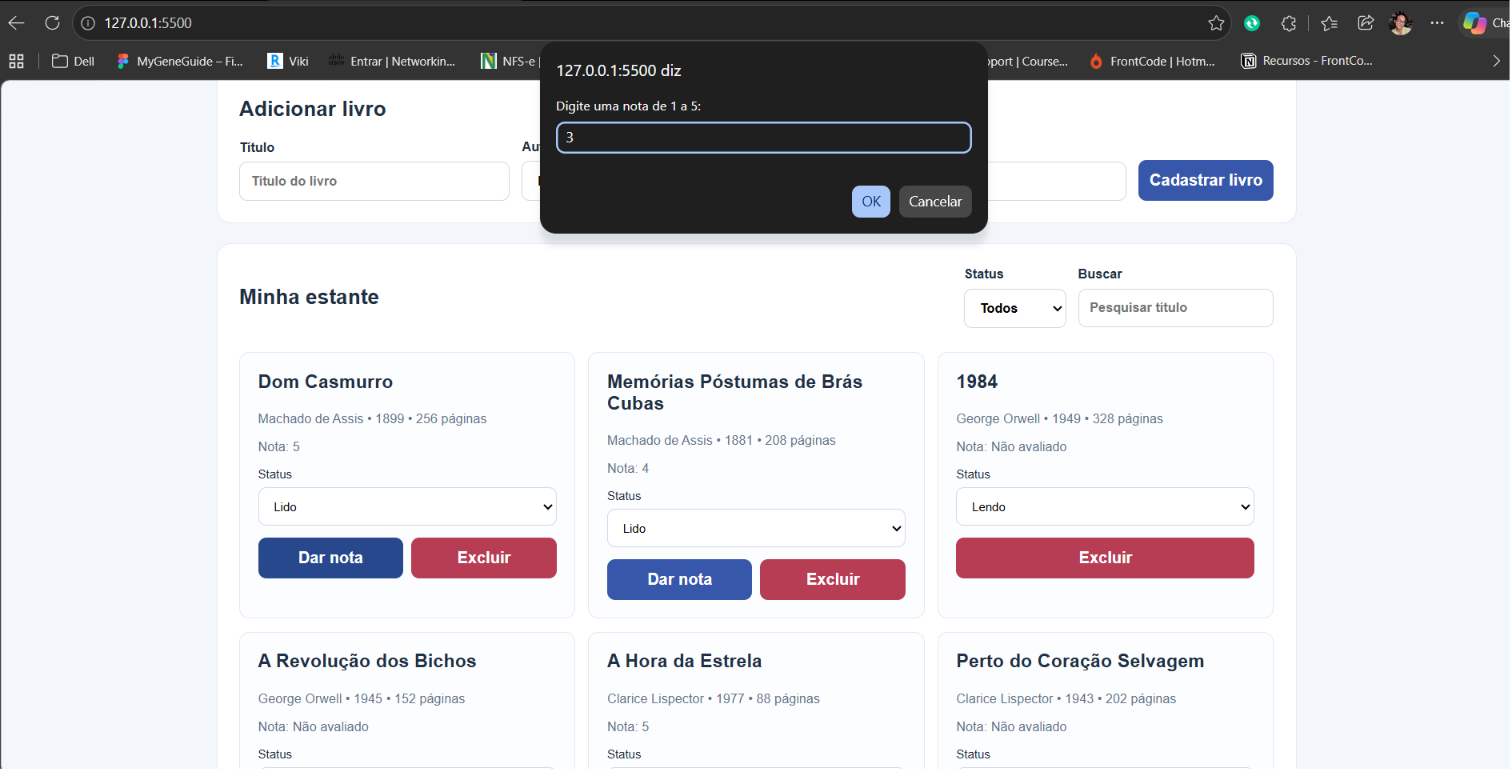 127.0.0.1:5500
Cha
Dell
MyGeneGuide – Fi...
R Viki
Entrar | Networkin...
NFS-e
pport | Course...
FrontCode | Hotm...
Recursos - FrontCo...
127.0.0.1:5500 diz
Digite uma nota de 1 a 5:
3
OK Cancelar
Adicionar livro
Título
Título do livro
Au
Cadastrar livro
Minha estante
Status
Todos
Buscar
Pesquisar título
Dom Casmurro
Machado de Assis • 1899 • 256 páginas
Nota: 5
Status
Lido
Dar nota Excluir
Memórias Póstumas de Brás
Cubas
Machado de Assis • 1881 • 208 páginas
Nota: 4
Status
Lido
Dar nota Excluir
1984
George Orwell • 1949 • 328 páginas
Nota: Não avaliado
Status
Lendo
Excluir
A Revolução dos Bichos
George Orwell • 1945 • 152 páginas
Nota: Não avaliado
Status
A Hora da Estrela
Clarice Lispector • 1977 • 88 páginas
Nota: 5
Status
Perto do Coração Selvagem
Clarice Lispector • 1943 • 202 páginas
Nota: Não avaliado
Status